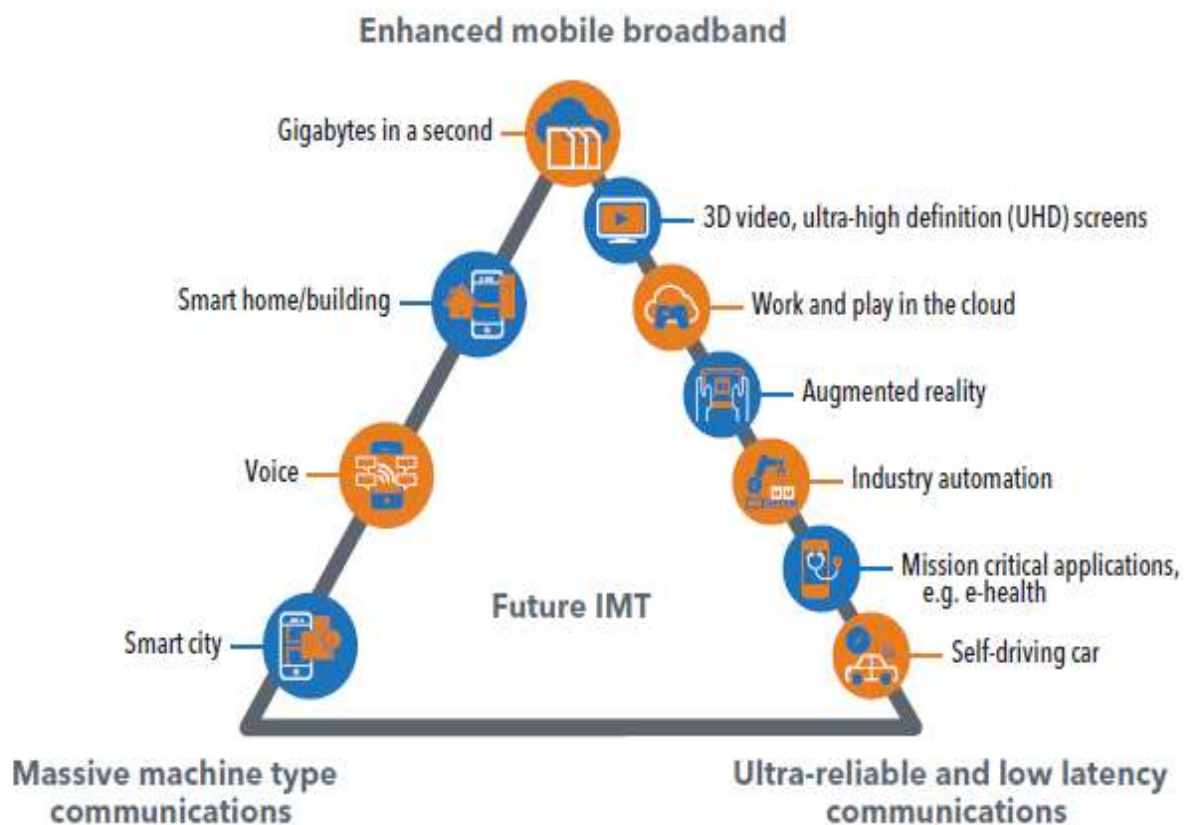 Enhanced mobile broadband
Gigabytes in a second
3D video, ultra-high definition (UHD) screens
Smart home/building
Work and play in the cloud
Augmented reality
Voice
Industry automation
Mission critical applications,
e.g. e-health
Future IMT
Smart city
Self-driving car
Massive machine type
communications
Ultra-reliable and low latency
communications